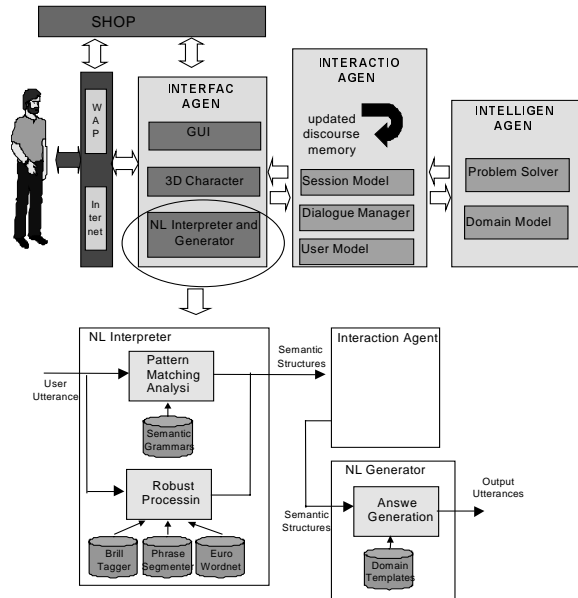 SHOP
W
A
P
Inter
net
INTERFAC
AGEN
GUI
3D Character
NL Interpreter and
Generator
INTERACTIO
AGEN
updated
discourse
memory
Session Model
Dialogue Manager
User Model
INTELLIGEN
AGEN
Problem Solver
Domain Model
NL Interpreter
User
Utterance
Pattern
Matching
Analysi
Semantic
Grammars
Robust
Processin
Brill
Tagger
Phrase
Segmenter
Euro
Wordnet
Semantic
Structures
Interaction Agent
Semantic
Structures
NL Generator
Answe
Generation
Domain
Templates
Output
Utterances